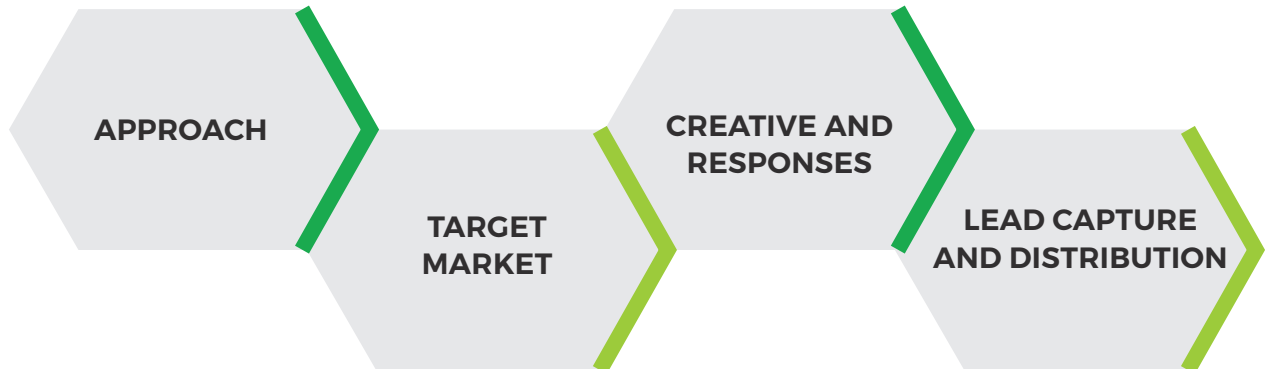 APPROACH
TARGET
MARKET
CREATIVE AND
RESPONSES
LEAD CAPTURE
AND DISTRIBUTION